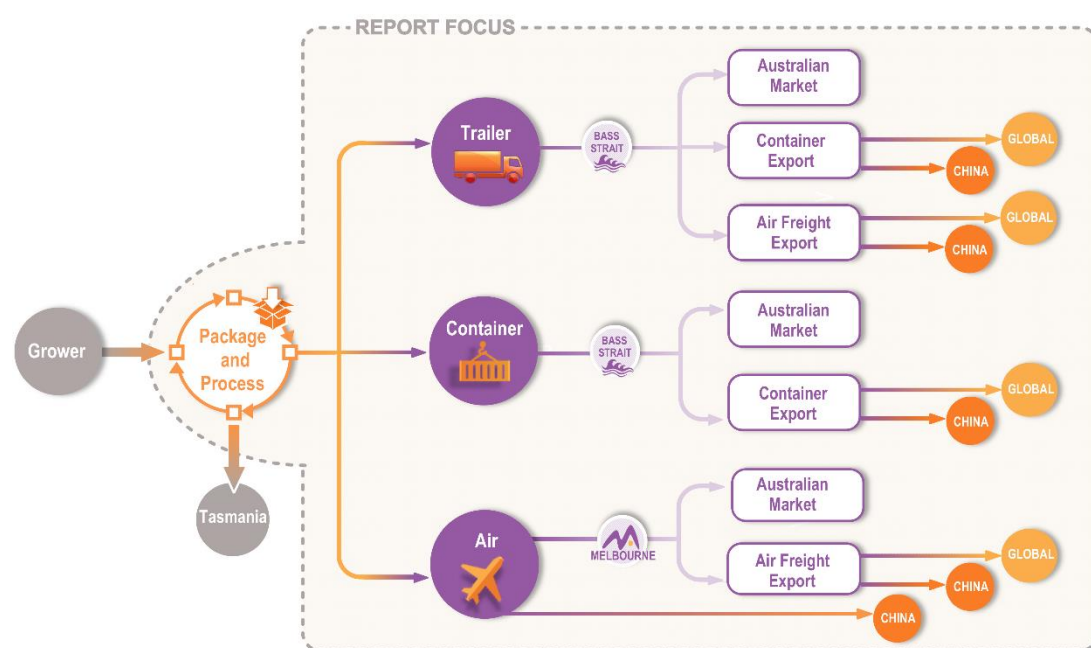 REPORT FOCUS
Grower
Package
and
Process
Tasmania
Trailer
BASS
STRAIT
Australian
Market
Container
Export
GLOBAL
CHINA
Air Freight
Export
GLOBAL
CHINA
Container
BASS
STRAIT
Australian
Market
Container
Export
GLOBAL
CHINA
Air
MELBOURNE
Australian
Market
Air Freight
Export
GLOBAL
CHINA
CHINA